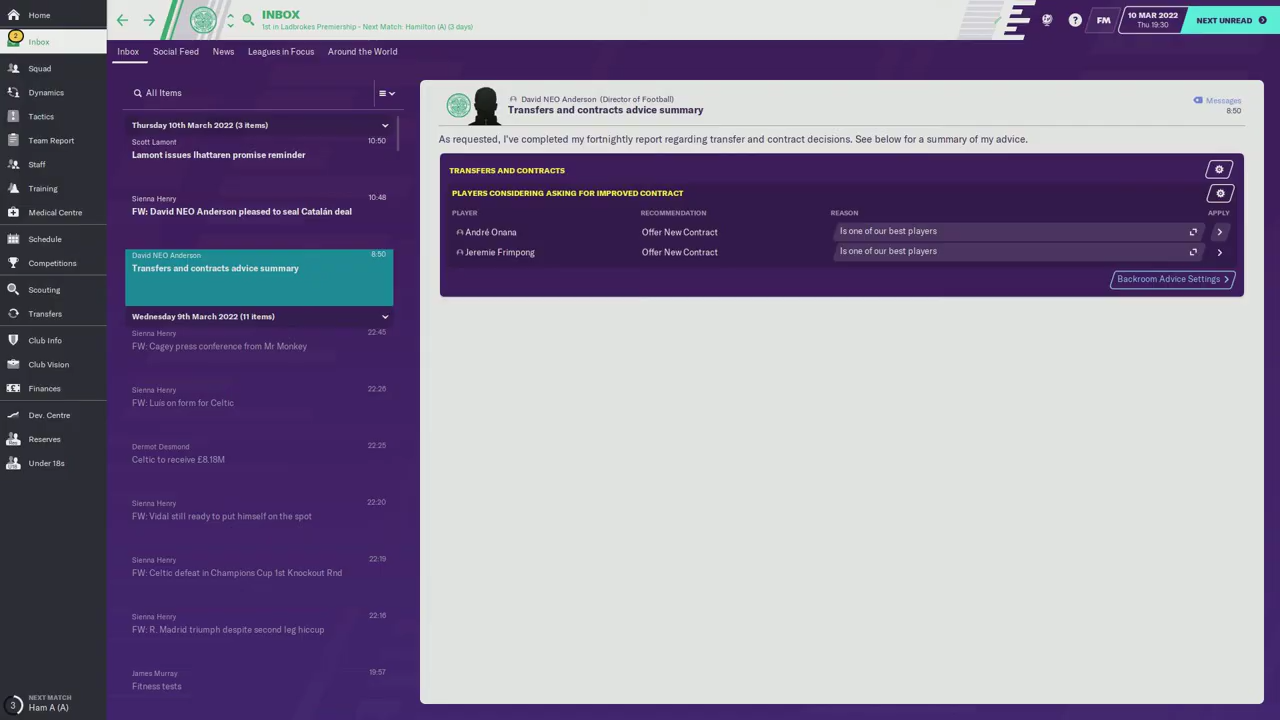 Home
INBOX
1st in Ladbrokes Premiership - Next Match: Hamilton (A) (3 days)
FM
10 MAR 2022
Thu 19:30
NEXT UNREAD
2
Inbox
Squad
Dynamics
Tactics
Team Report
Staff
Training
Medical Centre
Schedule
Competitions
Scouting
Transfers
Club Info
Club Vision
Finances
Dev. Centre
Reserves
Under 18s
3
NEXT MATCH
Ham A (A)
Inbox
Social Feed
News
Leagues in Focus
Around the World
All Items
Thursday 10th March 2022 (3 items)
Scott Lamont 10:50
Lamont issues Ihattaren promise reminder
Sienna Henry 10:48
FW: David NEO Anderson pleased to seal Catalán deal
David NEO Anderson 8:50
Transfers and contracts advice summary
Wednesday 9th March 2022 (11 items)
Sienna Henry 22:45
FW: Cagey press conference from Mr Monkey
Sienna Henry 22:26
FW: Luís on form for Celtic
Dermot Desmond 22:25
Celtic to receive £8.18M
Sienna Henry 22:20
FW: Vidal still ready to put himself on the spot
Sienna Henry 22:19
FW: Celtic defeat in Champions Cup 1st Knockout Rnd
Sienna Henry 22:16
FW: R. Madrid triumph despite second leg hiccup
James Murray 19:57
Fitness tests
David NEO Anderson (Director of Football)
Transfers and contracts advice summary
Messages
8:50
As requested, I've completed my fortnightly report regarding transfer and contract decisions. See below for a summary of my advice.
TRANSFERS AND CONTRACTS
PLAYERS CONSIDERING ASKING FOR IMPROVED CONTRACT
PLAYER RECOMMENDATION REASON APPLY
André Onana Offer New Contract Is one of our best players
Jeremie Frimpong Offer New Contract Is one of our best players
Backroom Advice Settings